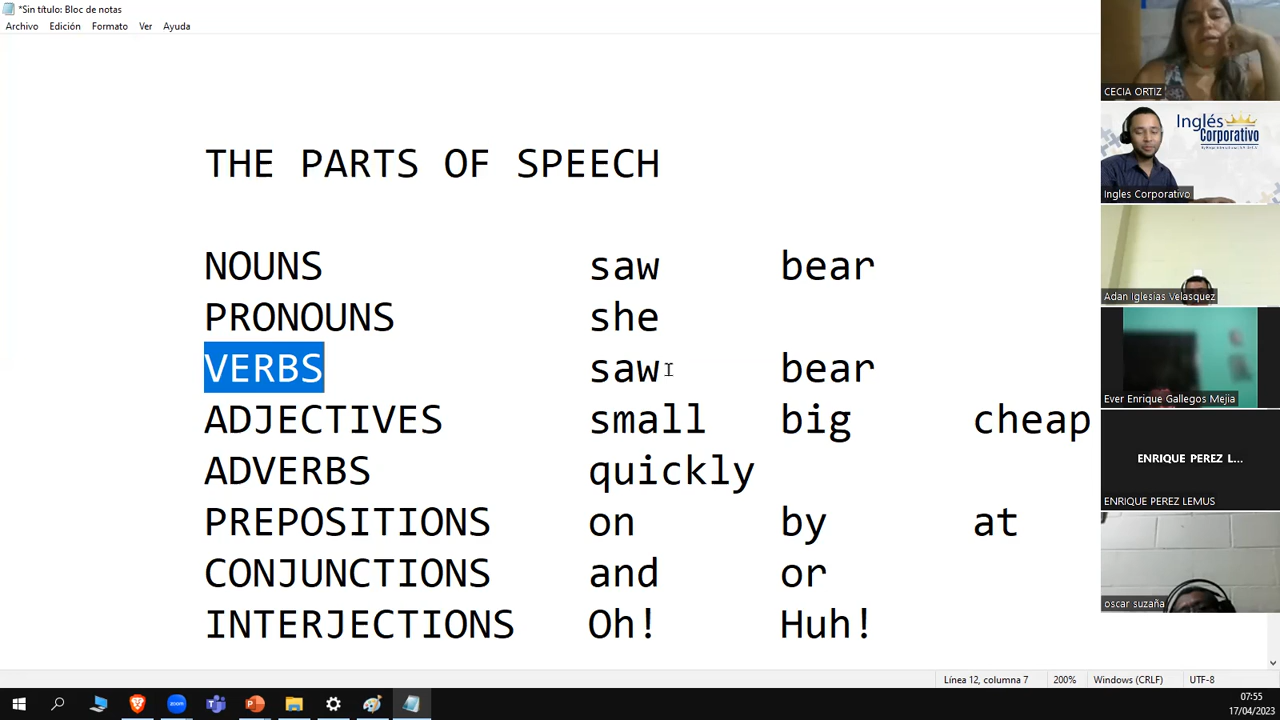 *Sin título: Bloc de notas
Archivo Edición Formato Ver Ayuda
THE PARTS OF SPEECH
NOUNS saw bear
PRONOUNS she
VERBS saw bear
ADJECTIVES small big cheap
ADVERBS quickly
PREPOSITIONS on by at
CONJUNCTIONS and or
INTERJECTIONS Oh! Huh!
Línea 12, columna 7 200% Windows (CRLF) UTF-8
CECIA ORTIZ
Inglés
Corporativo
Ingles Corporativo
Adan Iglesias Velasquez
Ever Enrique Gallegos Mejia
ENRIQUE PEREZ L...
ENRIQUE PEREZ LEMUS
oscar suzaña
07:55
17/04/2023